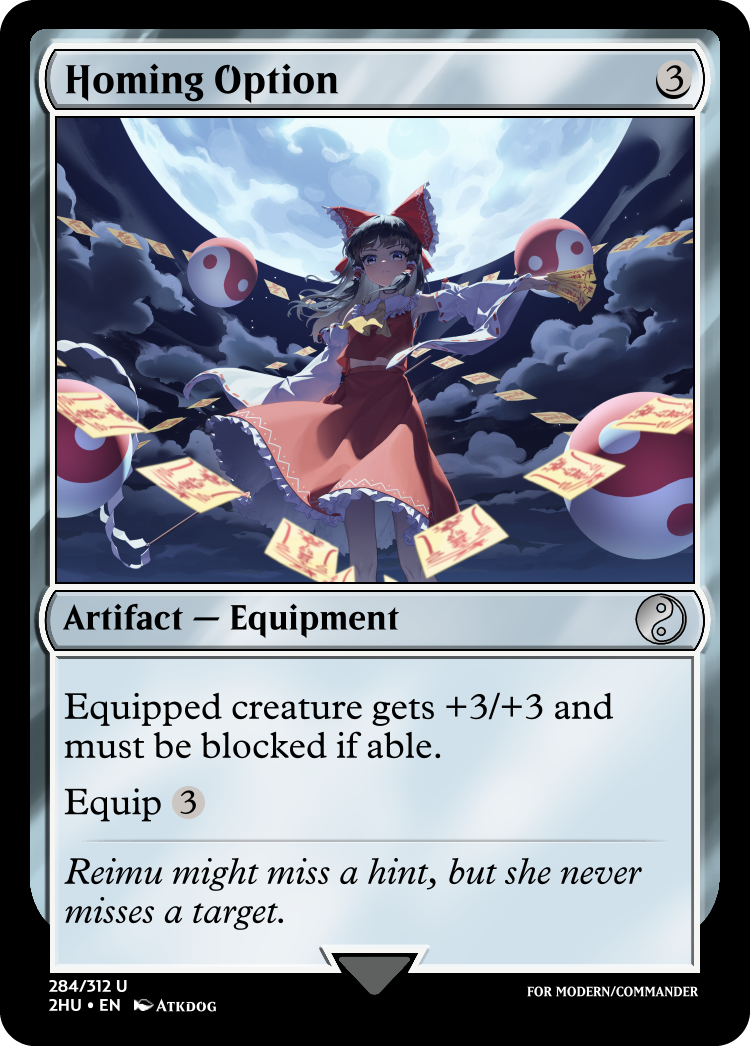 Homing Option 3
Artifact — Equipment
Equipped creature gets +3/+3 and
must be blocked if able.
Equip 3
Reimu might miss a hint, but she never
misses a target.
284/312 U
2HU • EN ATKDOG
FOR MODERN/COMMANDER